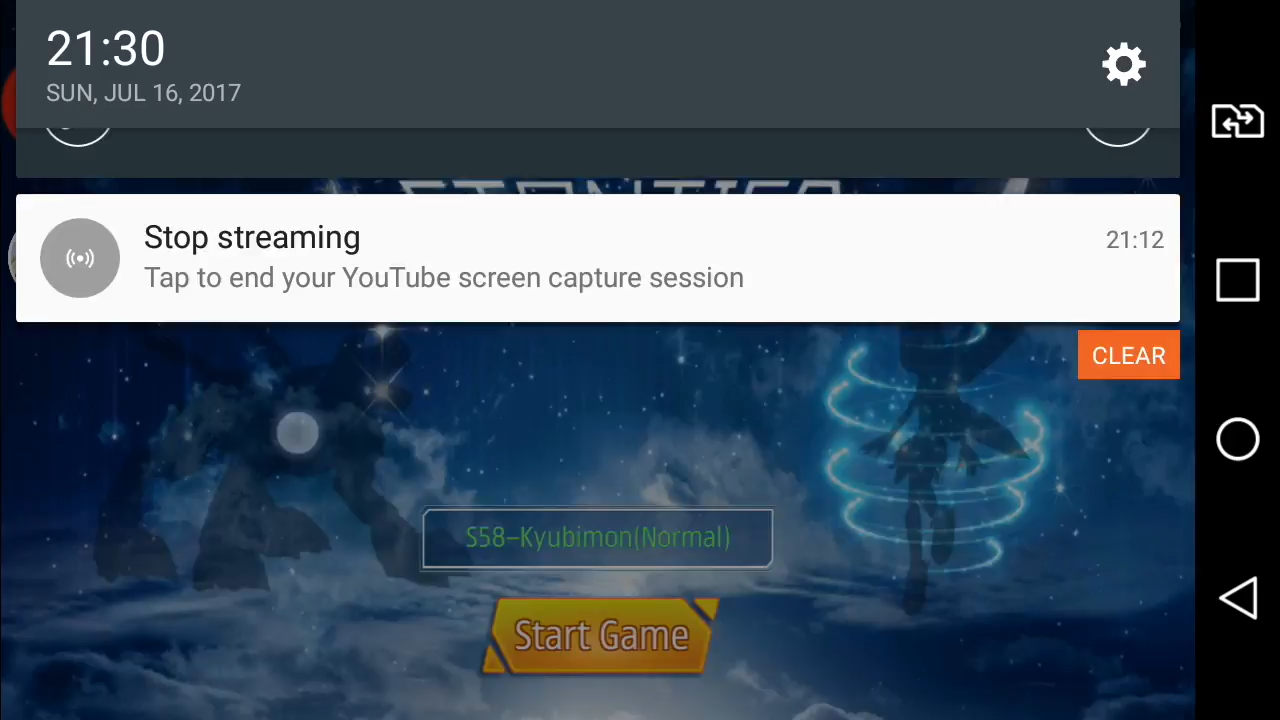 21:30
SUN, JUL 16, 2017
Stop streaming
21:12
Tap to end your YouTube screen capture session
CLEAR
S58-Kyubimon(Normal)
Start Game